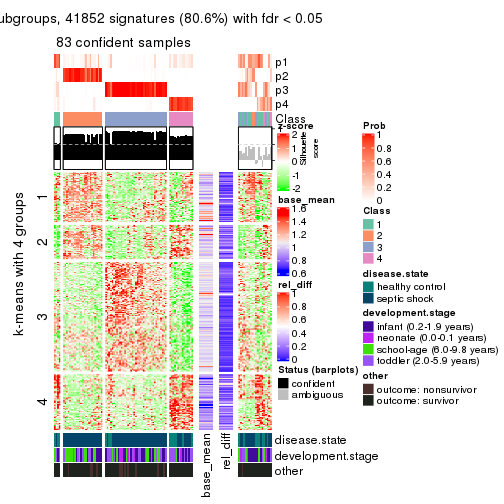 ubgroups, 41852 signatures (80.6%) with fdr < 0.05
83 confident samples
p1
p2
p3
p4
Class
z-score
2
1
0
-1
-2
Silhouette
score
k-means with 4 groups
1
2
3
4
base_mean
1.6
1.4
1.2
1
0.8
0.6
rel_diff
1
0.8
0.6
0.4
0.2
0
Status (barplots)
confident
ambiguous
Prob
1
0.8
0.6
0.4
0.2
0
Class
1
2
3
4
disease.state
healthy control
septic shock
development.stage
infant (0.2-1.9 years)
neonate (0.0-0.1 years)
school-age (6.0-9.8 years)
toddler (2.0-5.9 years)
other
outcome: nonsurvivor
outcome: survivor
disease.state
development.stage
other
base_mean
rel_diff